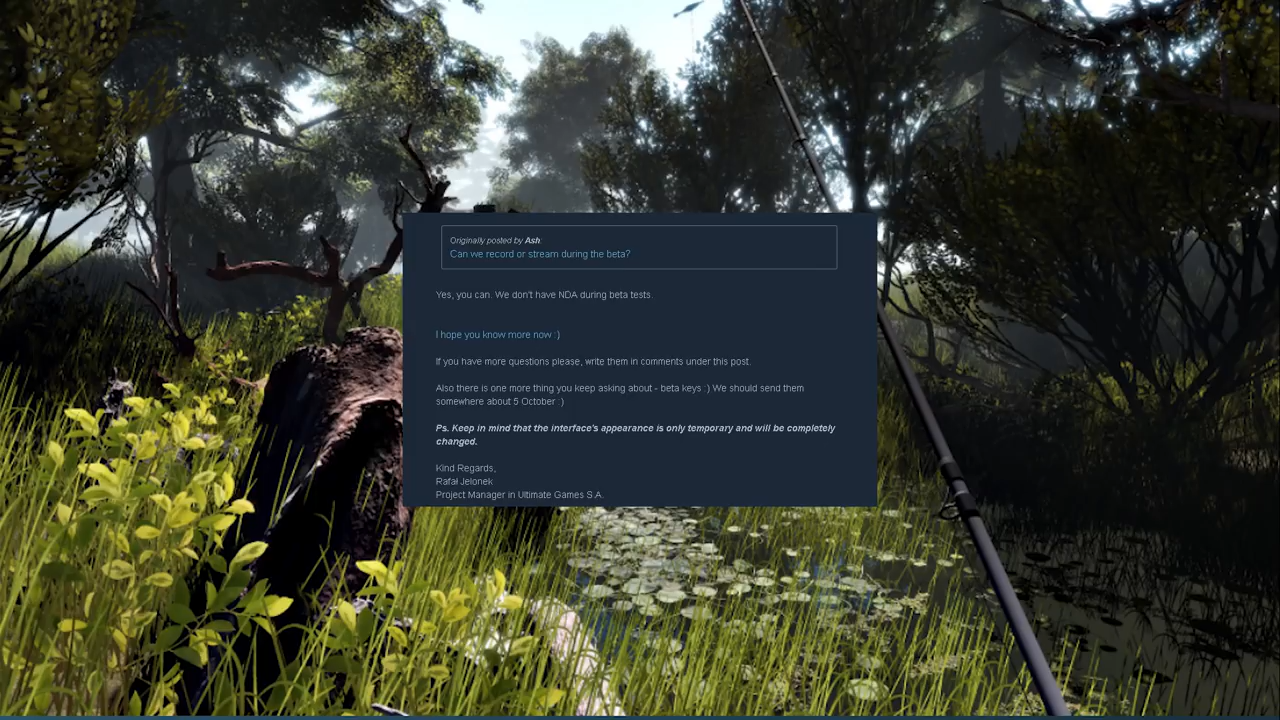 Originally posted by Ash:
Can we record or stream during the beta?
Yes, you can. We don't have NDA during beta tests.
I hope you know more now :)
If you have more questions please, write them in comments under this post.
Also there is one more thing you keep asking about - beta keys :) We should send them
somewhere about 5 October :)
Ps. Keep in mind that the interface's appearance is only temporary and will be completely
changed.
Kind Regards,
Rafał Jelonek
Project Manager in Ultimate Games S.A.